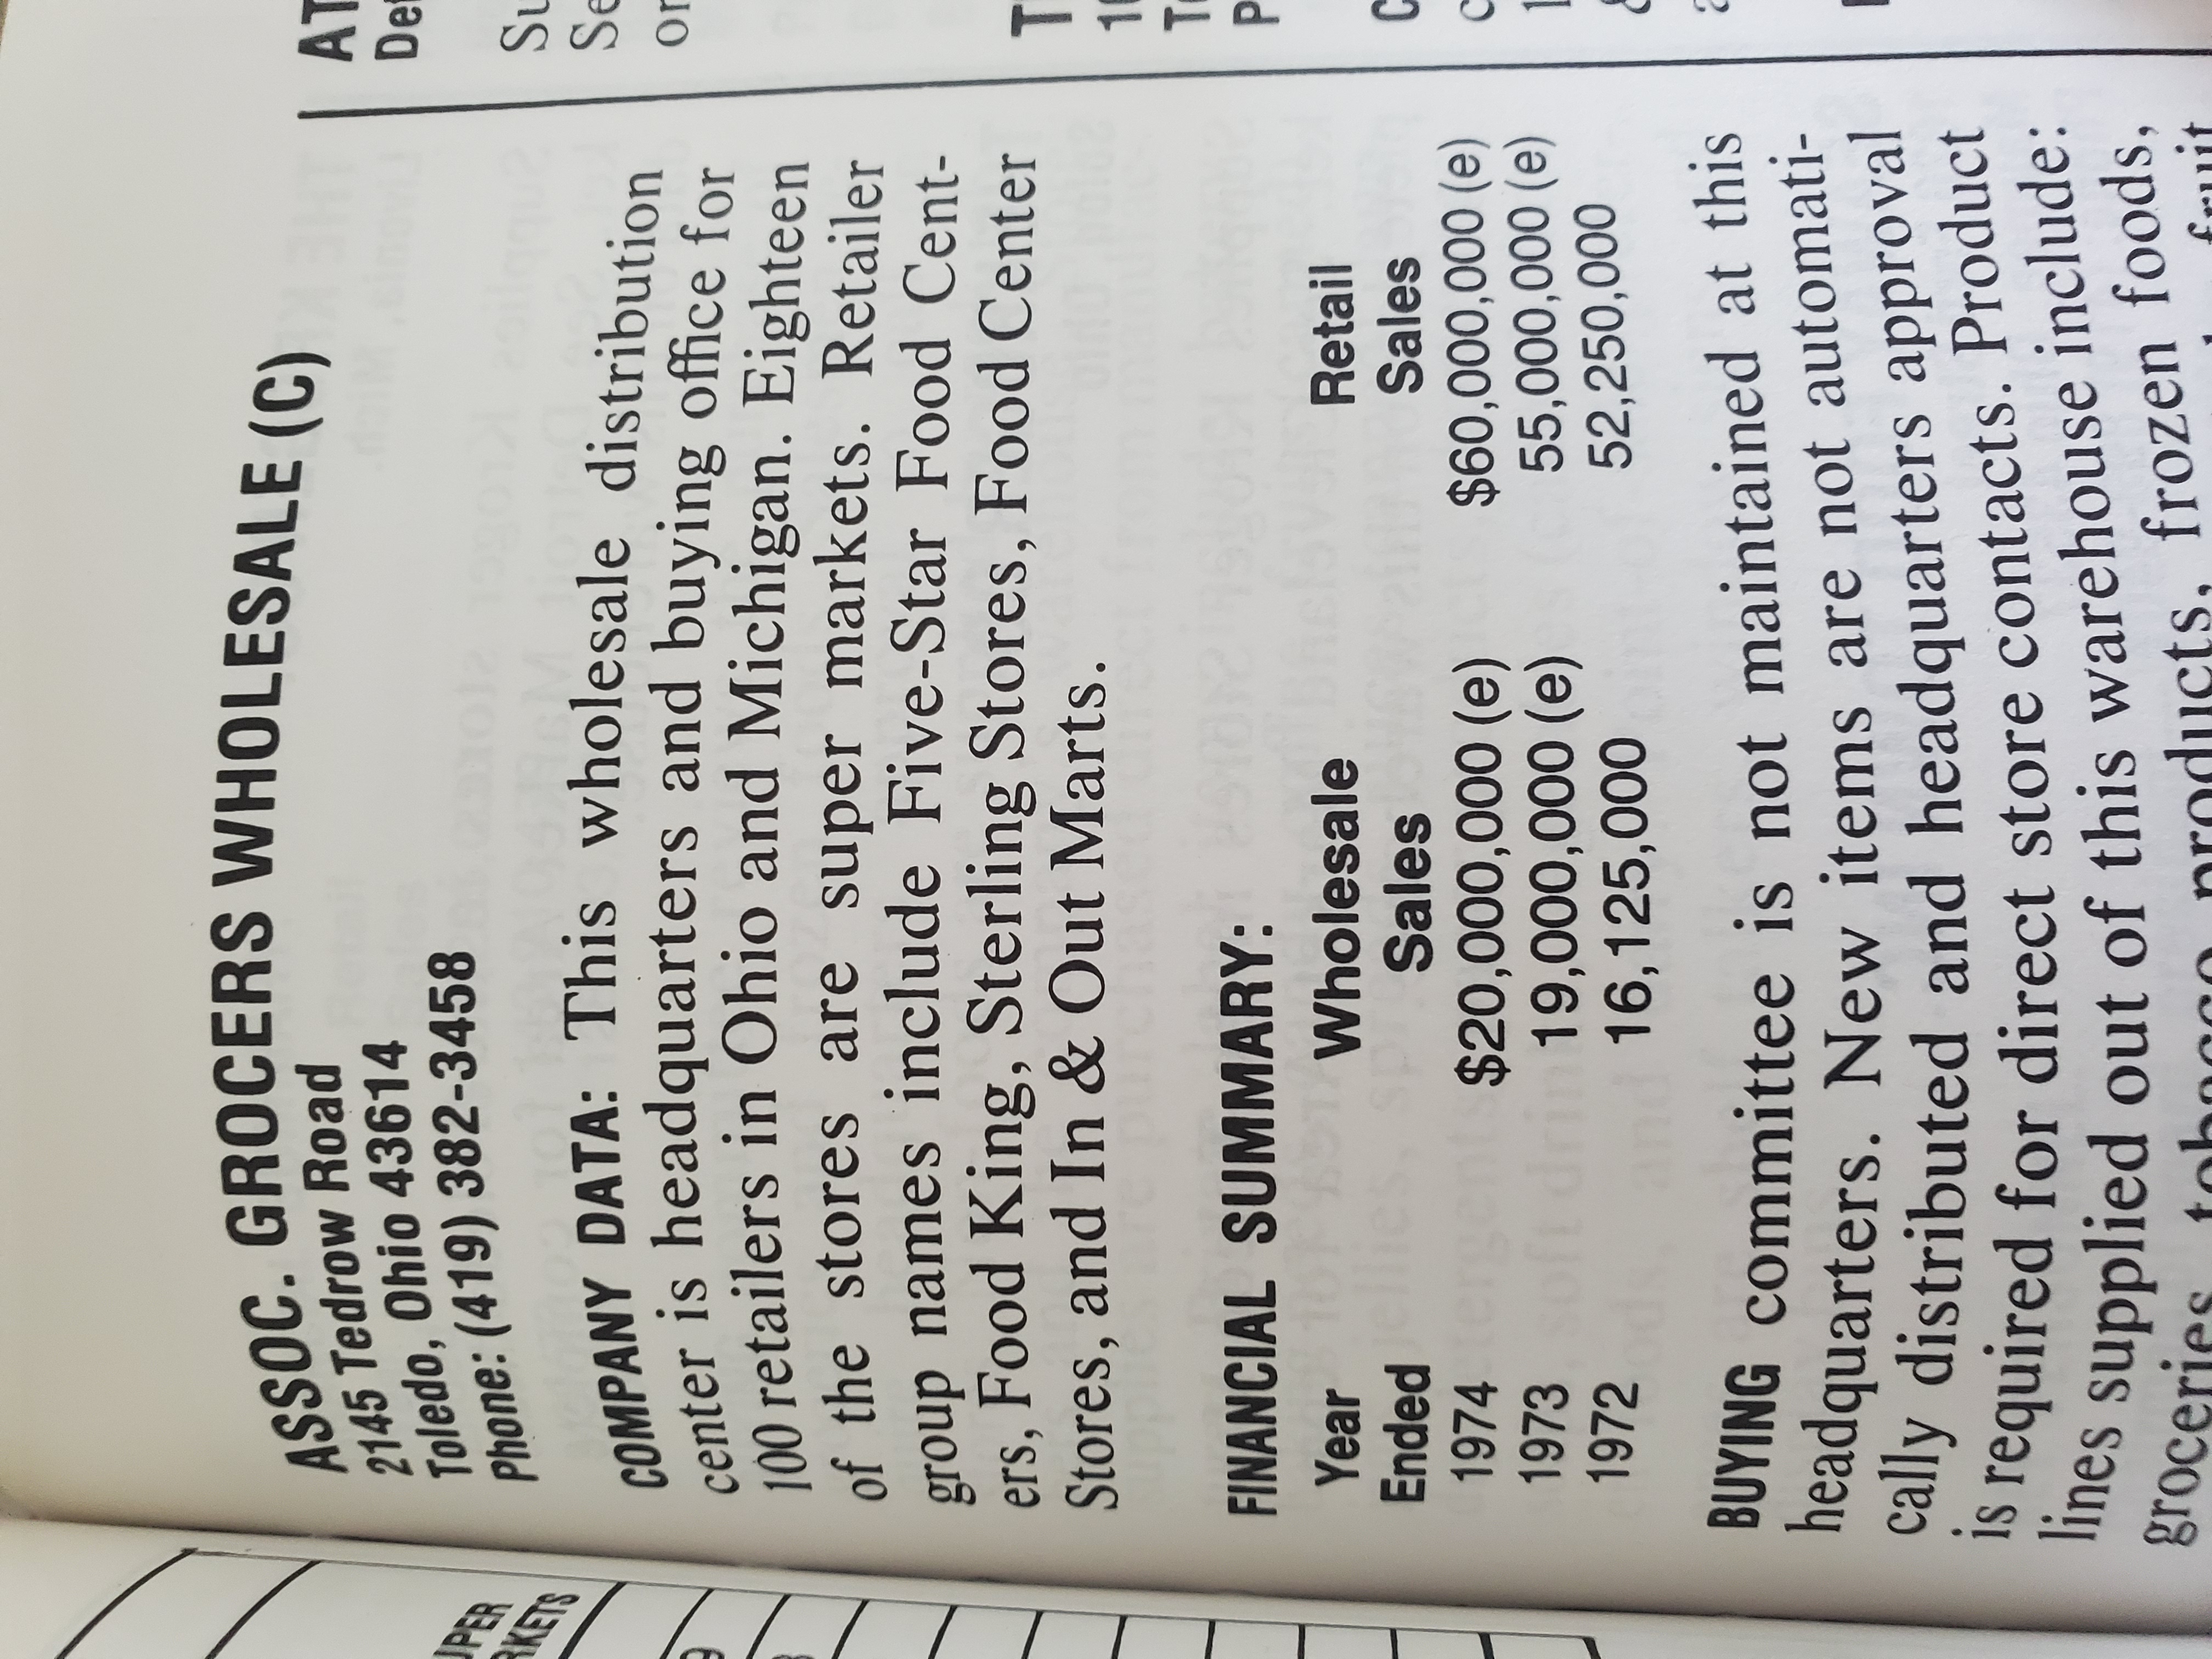 ASSOC. GROCERS WHOLESALE (C)
2145 Tedrow Road
Toledo, Ohio 43614
Phone: (419) 382-3458
COMPANY DATA: This wholesale distribution
center is headquarters and buying office for
100 retailers in Ohio and Michigan. Eighteen
of the stores are super markets. Retailer
group names include Five-Star Food Cent-
ers, Food King, Sterling Stores, Food Center
Stores, and In & Out Marts.
FINANCIAL SUMMARY:
Year Wholesale Retail
Ended Sales Sales
1974 $20,000,000 (e) $60,000,000 (e)
1973 19,000,000 (e) 55,000,000 (e)
1972 16,125,000 52,250,000
BUYING committee is not maintained at this
headquarters. New items are not automati-
cally distributed and headquarters approval
is required for direct store contacts. Product
lines supplied out of this warehouse include:
groceries, tobacco products, frozen foods,